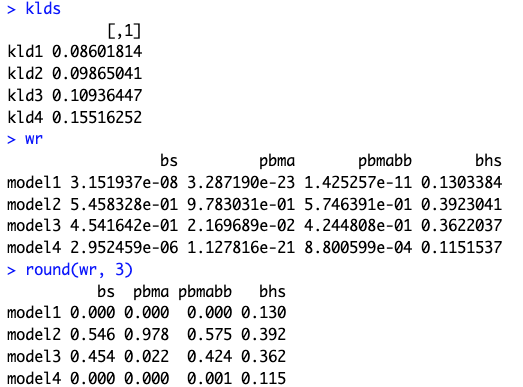 > klds
[,1]
kld1 0.08601814
kld2 0.09865041
kld3 0.10936447
kld4 0.15516252
> wr
bs pbma pbmabb bhs
model1 3.151937e-08 3.287190e-23 1.425257e-11 0.1303384
model2 5.458328e-01 9.783031e-01 5.746391e-01 0.3923041
model3 4.541642e-01 2.169689e-02 4.244808e-01 0.3622037
model4 2.952459e-06 1.127816e-21 8.800599e-04 0.1151537
> round(wr, 3)
bs pbma pbmabb bhs
model1 0.000 0.000 0.000 0.130
model2 0.546 0.978 0.575 0.392
model3 0.454 0.022 0.424 0.362
model4 0.000 0.000 0.001 0.115